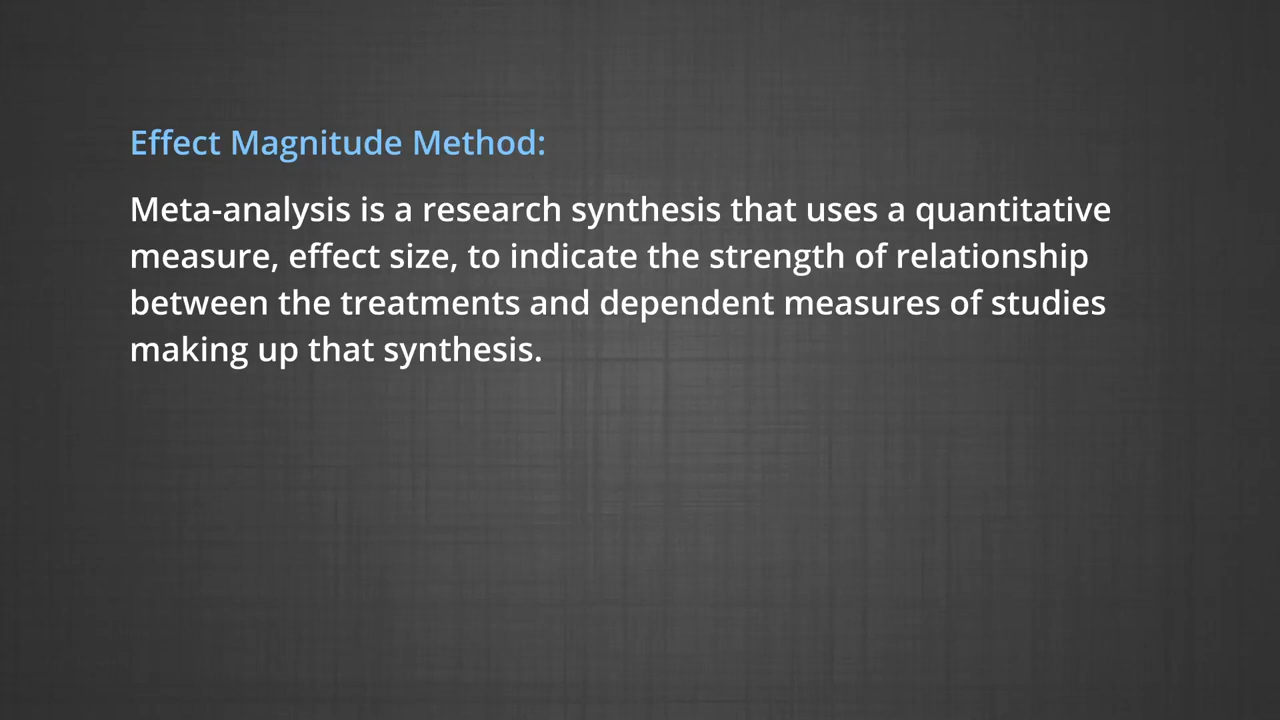 Effect Magnitude Method:
Meta-analysis is a research synthesis that uses a quantitative
measure, effect size, to indicate the strength of relationship
between the treatments and dependent measures of studies
making up that synthesis.